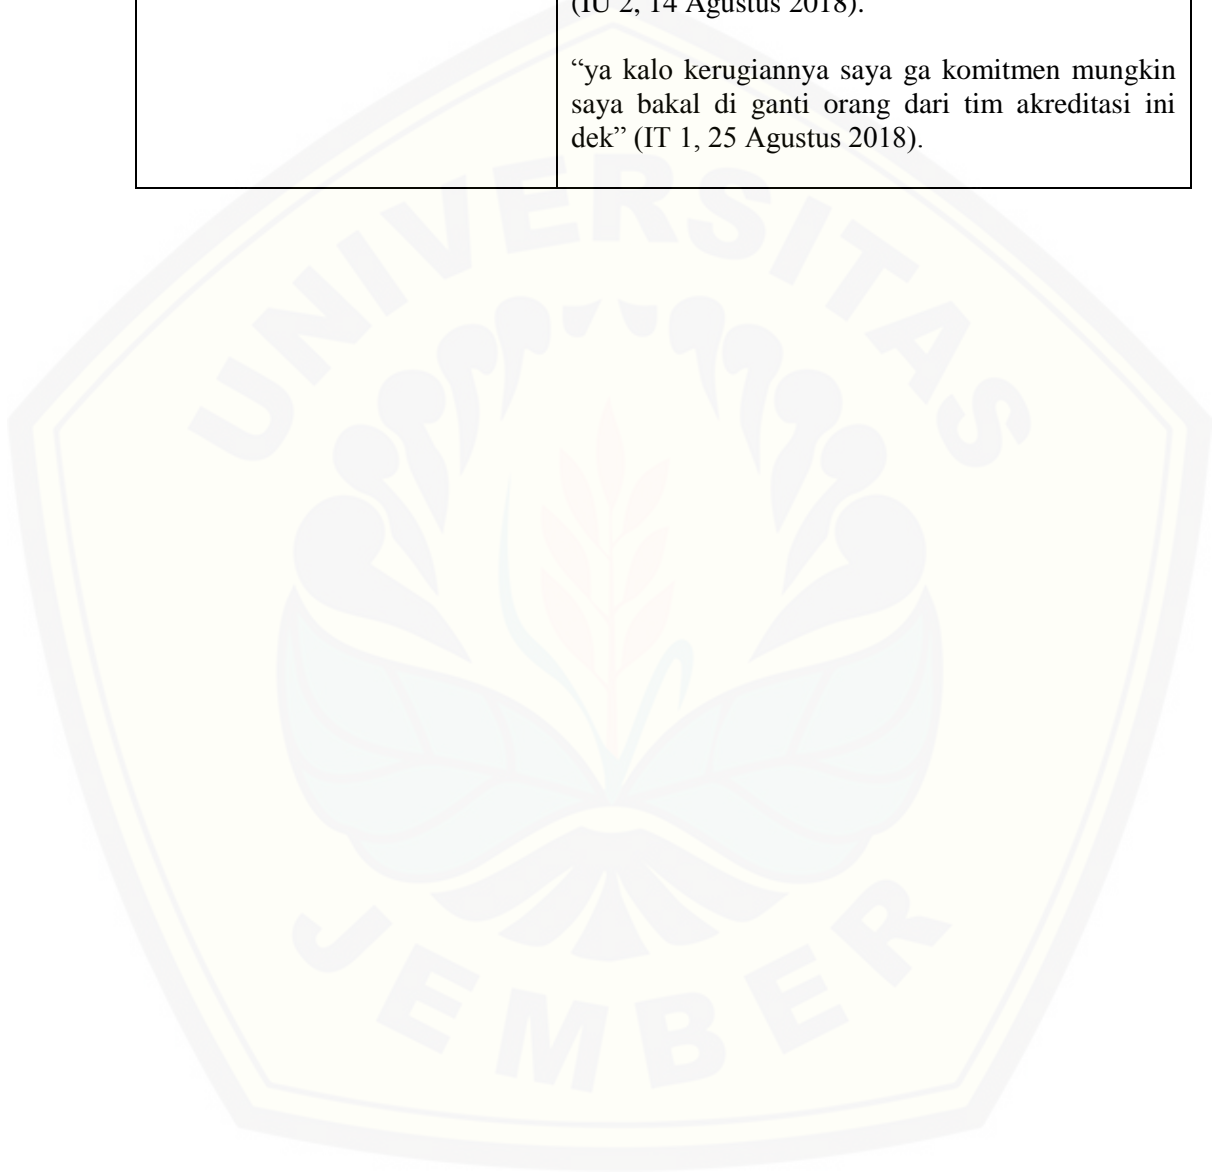 (IU 2, 14 Agustus 2018).
“ya kalo kerugiannya saya ga komitmen mungkin
saya bakal di ganti orang dari tim akreditasi ini
dek” (IT 1, 25 Agustus 2018).
UNIVERSITAS
JEMBER